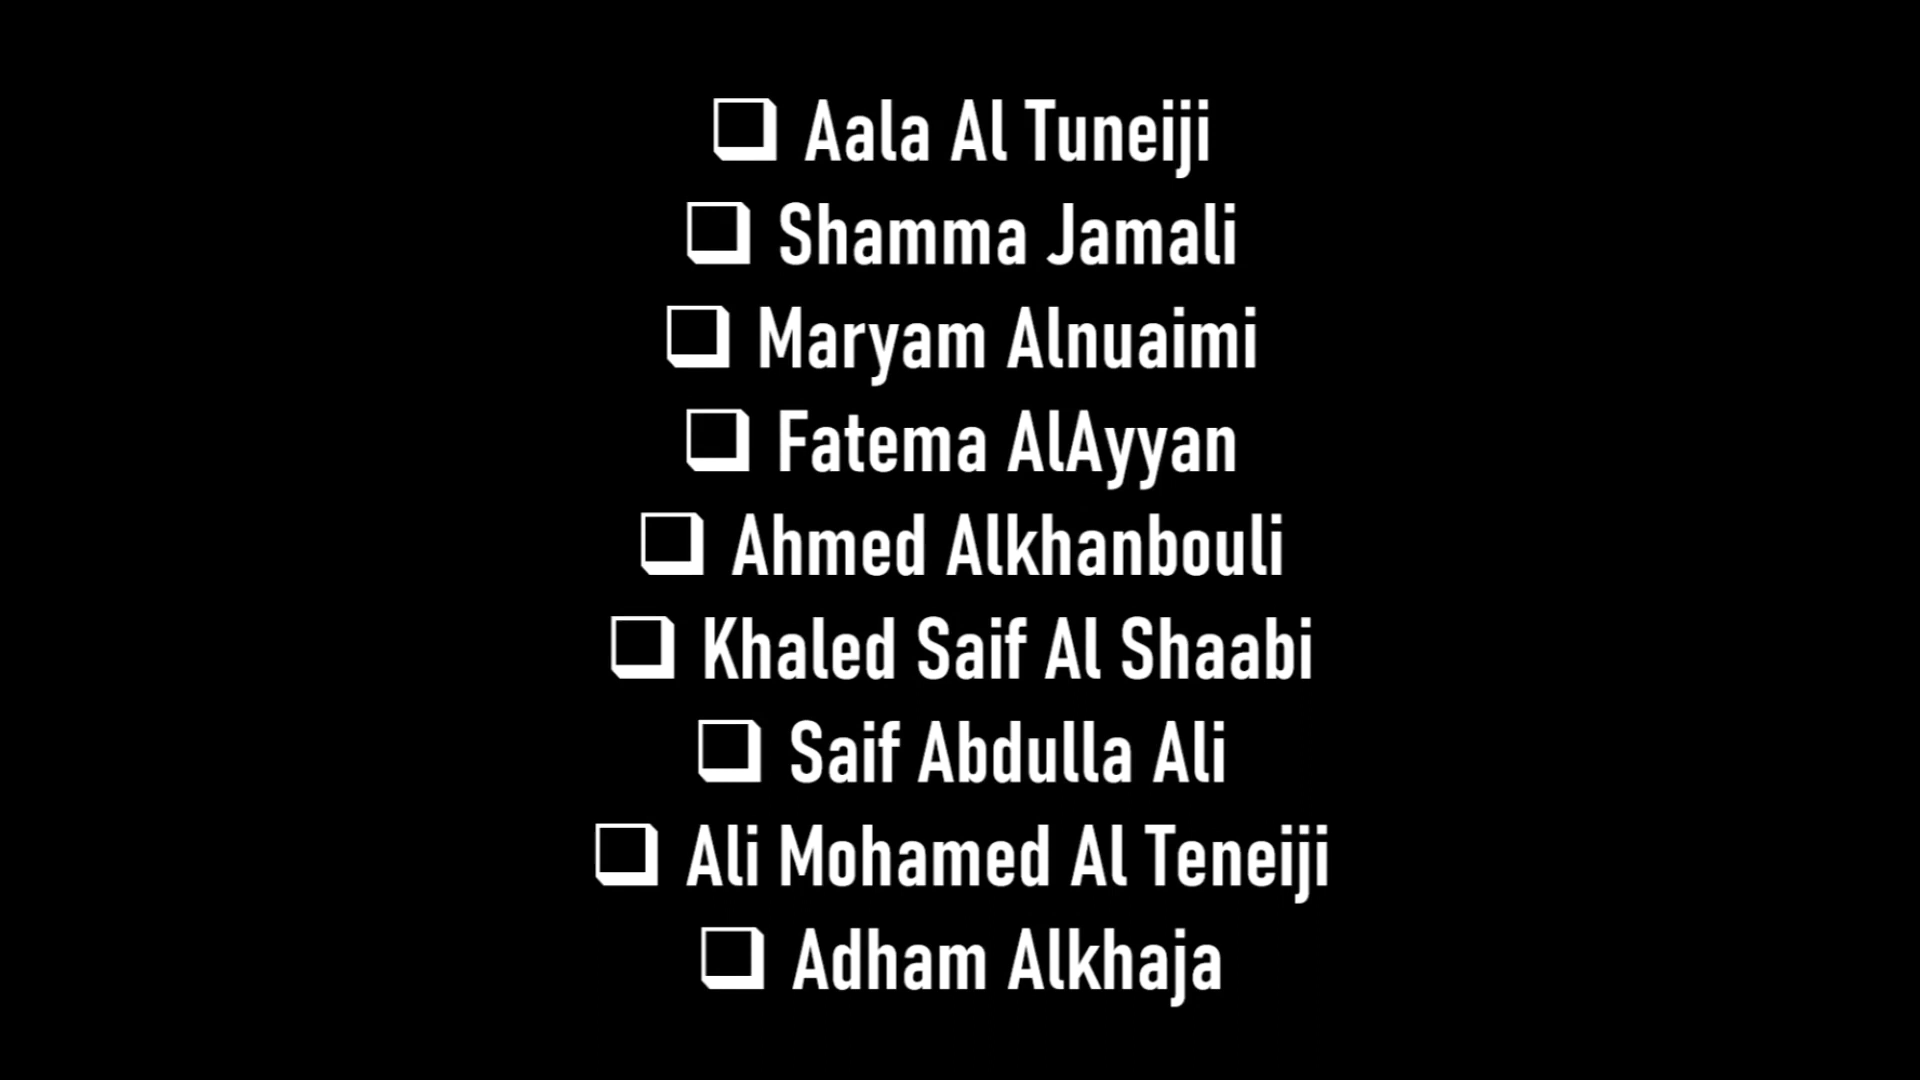 ❑ Aala Al Tuneiji
❑ Shamma Jamali
❑ Maryam Alnuaimi
❑ Fatema AlAyyan
❑ Ahmed Alkhanbouli
❑ Khaled Saif Al Shaabi
❑ Saif Abdulla Ali
❑ Ali Mohamed Al Teneiji
❑ Adham Alkhaja